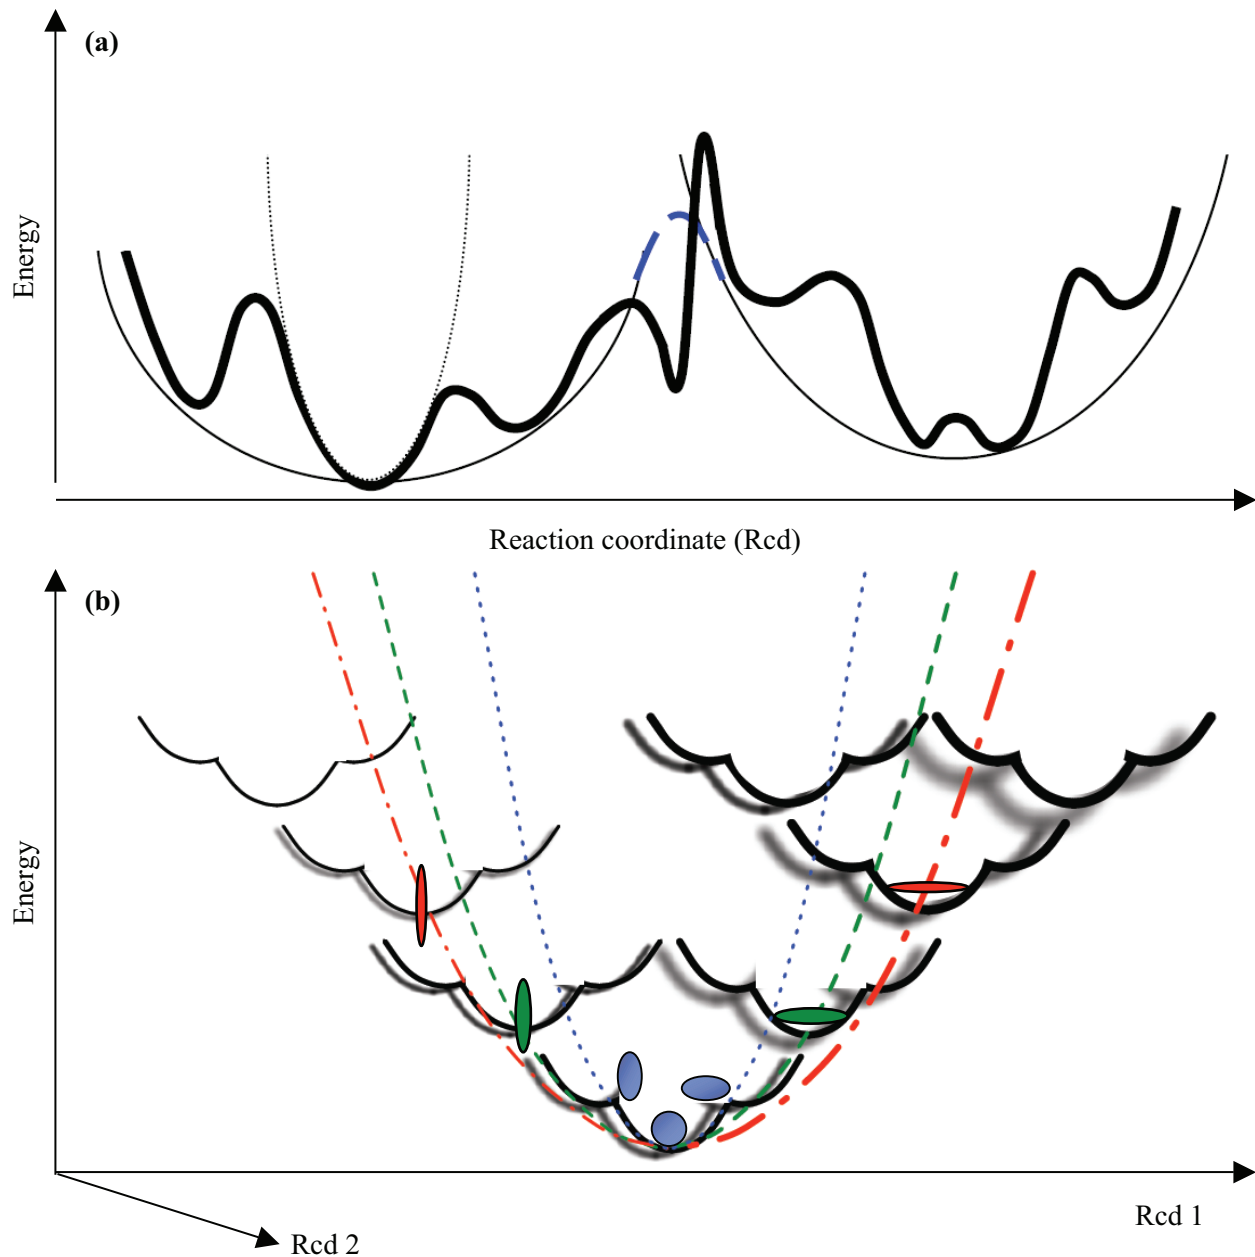 (a)
Energy
Reaction coordinate (Rcd)
(b)
Energy
Rcd 1
Rcd 2